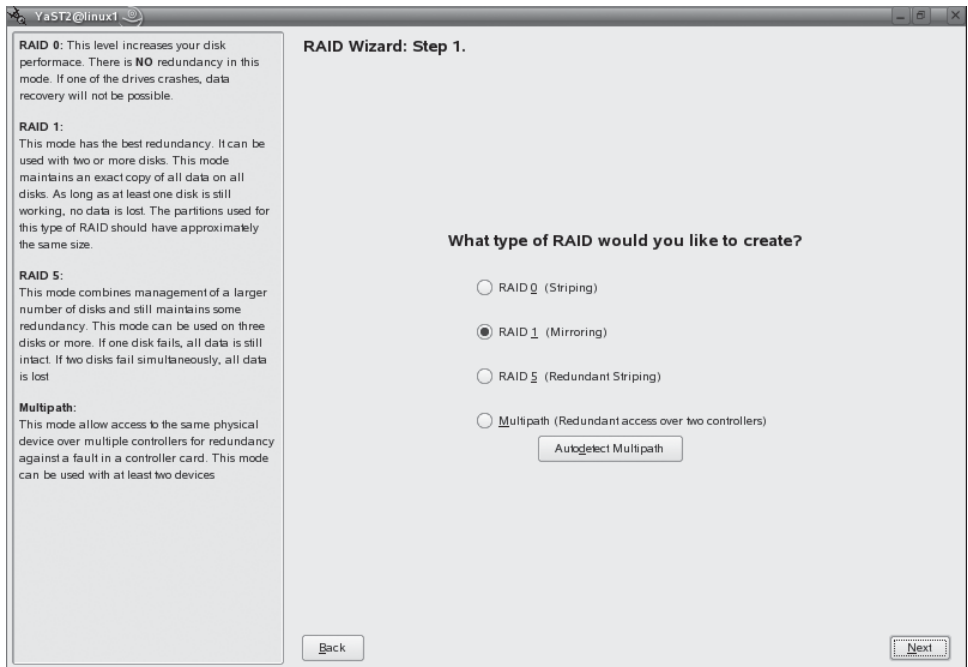 YaST2@linux1
RAID 0: This level increases your disk
performace. There is NO redundancy in this
mode. If one of the drives crashes, data
recovery will not be possible.
RAID 1:
This mode has the best redundancy. It can be
used with two or more disks. This mode
maintains an exact copy of all data on all
disks. As long as at least one disk is still
working, no data is lost. The partitions used for
this type of RAID should have approximately
the same size.
RAID 5:
This mode combines management of a larger
number of disks and still maintains some
redundancy. This mode can be used on three
disks or more. If one disk fails, all data is still
intact. If two disks fail simultaneously, all data
is lost
Multipath:
This mode allow access to the same physical
device over multiple controllers for redundancy
against a fault in a controller card. This mode
can be used with at least two devices
RAID Wizard: Step 1.
What type of RAID would you like to create?
RAID 0 (Striping)
RAID 1 (Mirroring)
RAID 5 (Redundant Striping)
Multipath (Redundant access over two controllers)
Autodetect Multipath
Back
Next